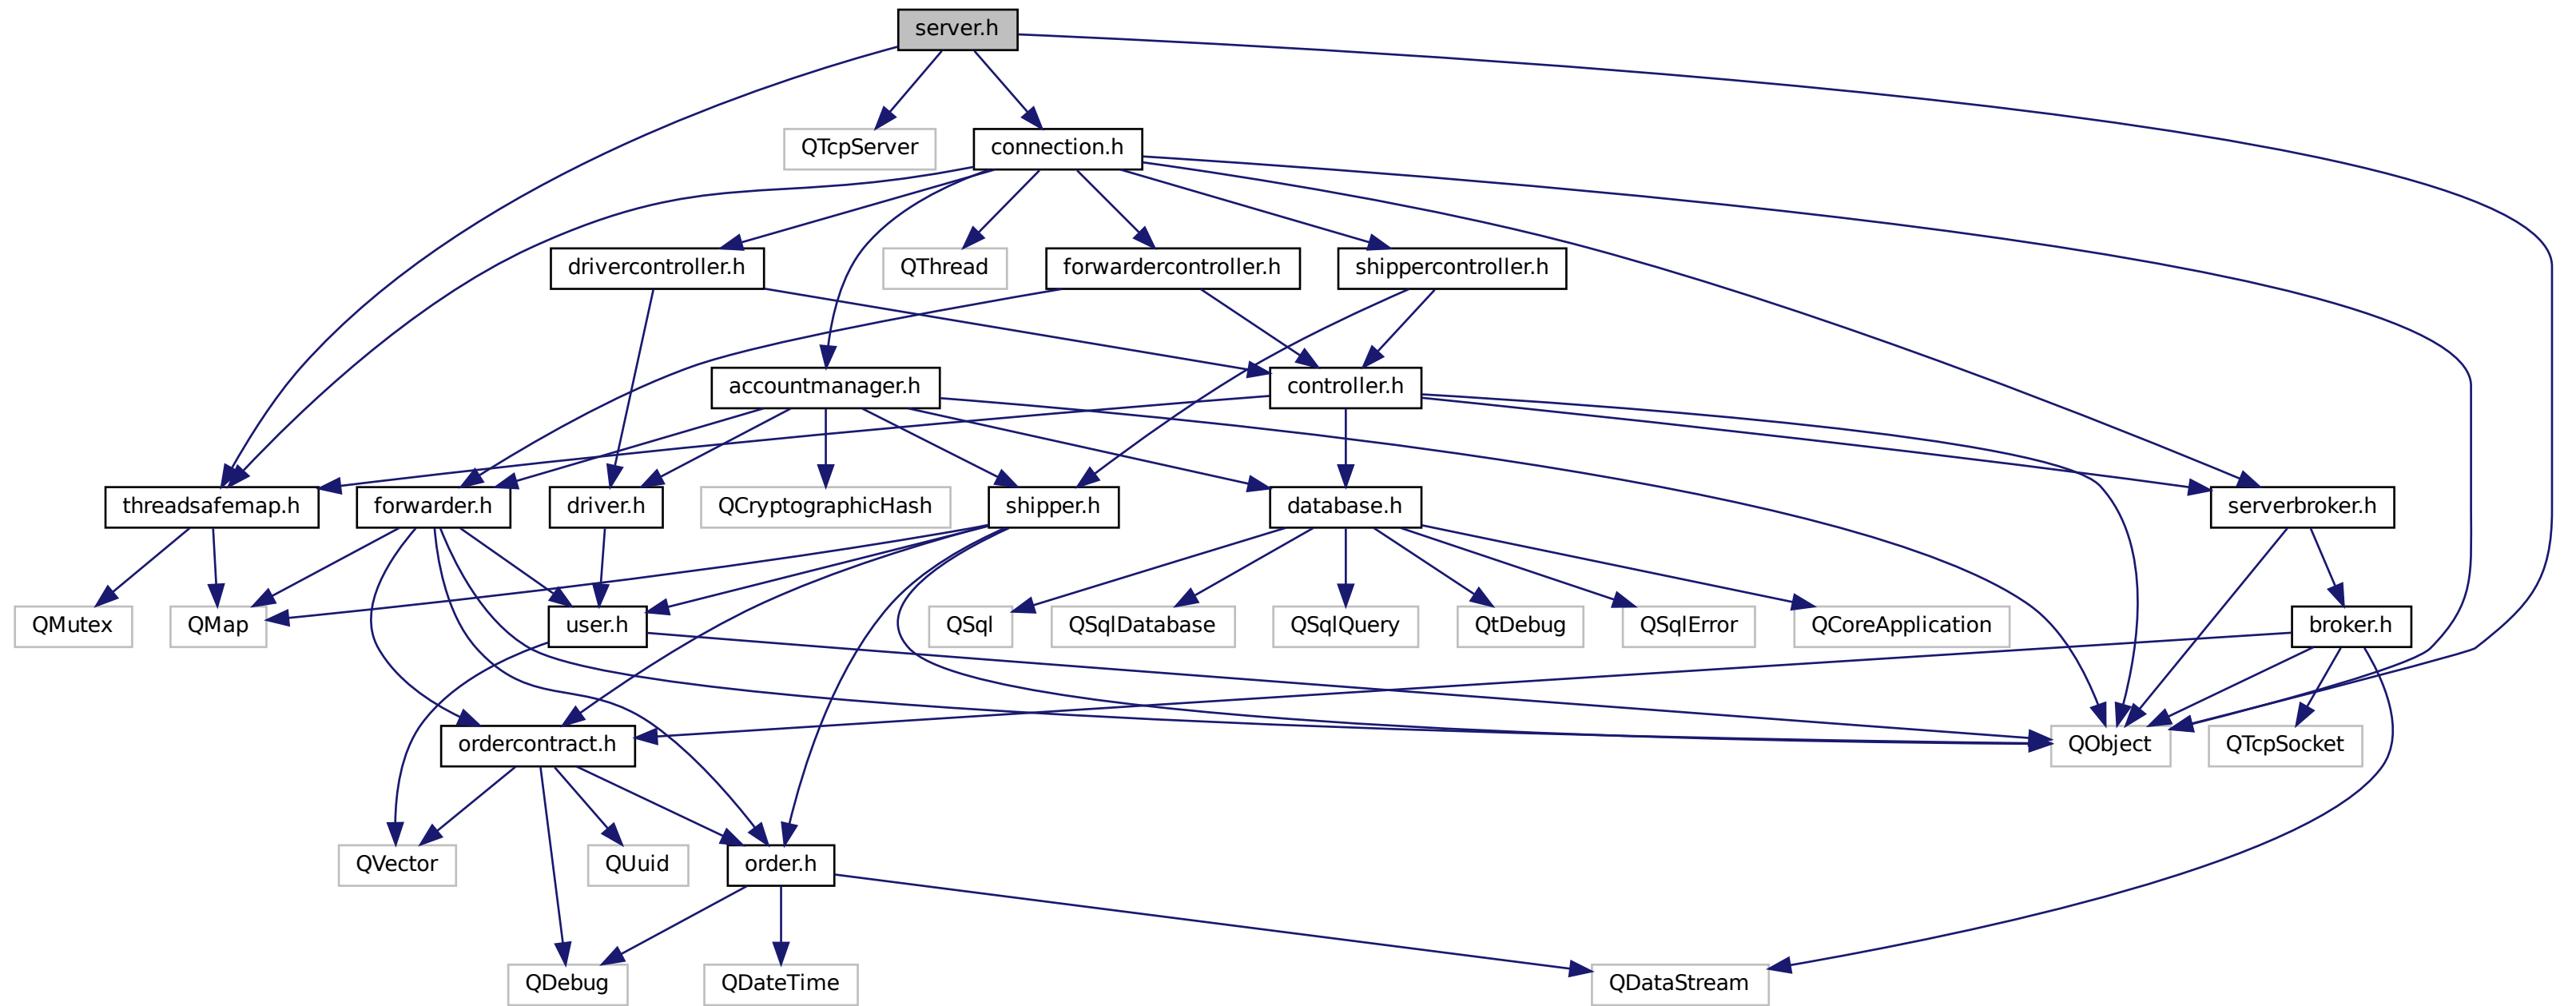 server.h
QTcpServer
connection.h
drivercontroller.h
QThread
forwardercontroller.h
shippercontroller.h
accountmanager.h
controller.h
threadsafemap.h
forwarder.h
driver.h
QCryptographicHash
shipper.h
database.h
serverbroker.h
QMutex
QMap
user.h
QSql
QSqlDatabase
QSqlQuery
QtDebug
QSqlError
QCoreApplication
broker.h
ordercontract.h
QObject
QTcpSocket
QVector
QUuid
order.h
QDebug
QDateTime
QDataStream